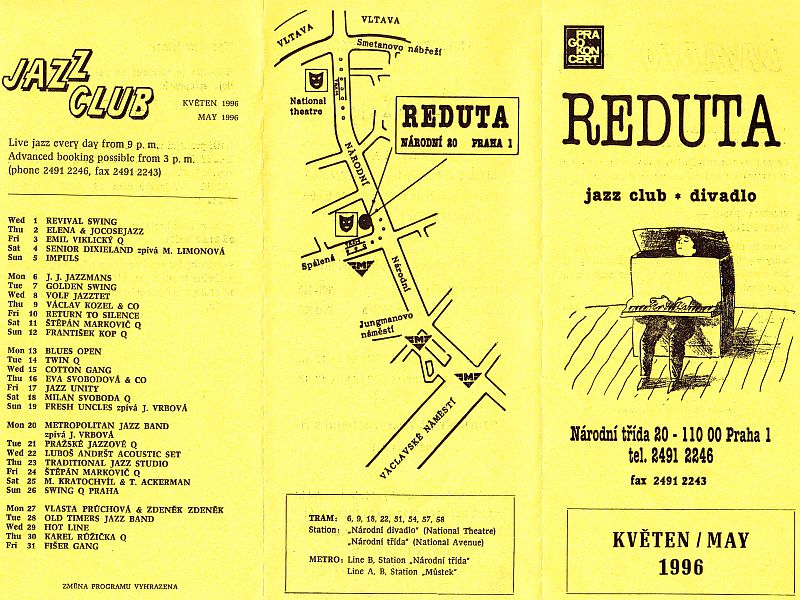 JAZZ
CLUB
KVĚTEN 1996
MAY 1996
Live jazz every day from 9 p. m.
Advanced booking possible from 3 p. m.
(phone 2491 2246, fax 2491 2243)
Wed 1 REVIVAL SWING
Thu 2 ELENA & JOCOSEJAZZ
Fri 3 EMIL VIKLICKÝ Q
Sat 4 SENIOR DIXIELAND zpívá M. LIMONOVÁ
Sun 5 IMPULS
Mon 6 J. J. JAZZMANS
Tue 7 GOLDEN SWING
Wed 8 VOLF JAZZTET
Thu 9 VÁCLAV KOZEL & CO
Fri 10 RETURN TO SILENCE
Sat 11 ŠTĚPÁN MARKOVIČ Q
Sun 12 FRANTIŠEK KOP Q
Mon 13 BLUES OPEN
Tue 14 TWIN Q
Wed 15 COTTON GANG
Thu 16 EVA SVOBODOVÁ & CO
Fri 17 JAZZ UNITY
Sat 18 MILAN SVOBODA Q
Sun 19 FRESH UNCLES zpívá J. VRBOVÁ
Mon 20 METROPOLITAN JAZZ BAND
zpívá J. VRBOVÁ
Tue 21 PRAŽSKÉ JAZZOVÉ Q
Wed 22 LUBOŠ ANDRŠT ACOUSTIC SET
Thu 23 TRADITIONAL JAZZ STUDIO
Fri 24 ŠTĚPÁN MARKOVIČ Q
Sat 25 M. KRATOCHVÍL & T. ACKERMAN
Sun 26 SWING Q PRAHA
Mon 27 VLASTA PRŮCHOVÁ & ZDENĚK ZDENĚK
Tue 28 OLD TIMERS JAZZ BAND
Wed 29 HOT LINE
Thu 30 KAREL RŮŽIČKA Q
Fri 31 FIŠER GANG
ZMĚNA PROGRAMU VYHRAZENA
VLTAVA
VLTAVA
Smetanovo nábřeží
National
theatre
TRAM
REDUTA
NÁRODNÍ 20 PRAHA 1
NÁRODNÍ
TRAM
Spálená
M
Národní
Jungmanovo
náměstí
M
M
VÁCLAVSKÉ NÁMĚSTÍ
TRAM: 6, 9, 18, 22, 51, 54, 57, 58
Station: „Národní divadlo" (National Theatre)
„Národní třída" (National Avenue)
METRO: Line B, Station „Národní třída"
Line A, B, Station „Můstek"
PRA
GO
KON
CERT
REDUTA
jazz club * divadlo
Národní třída 20 - 110 00 Praha 1
tel. 2491 2246
fax 2491 2243
KVĚTEN / MAY
1996